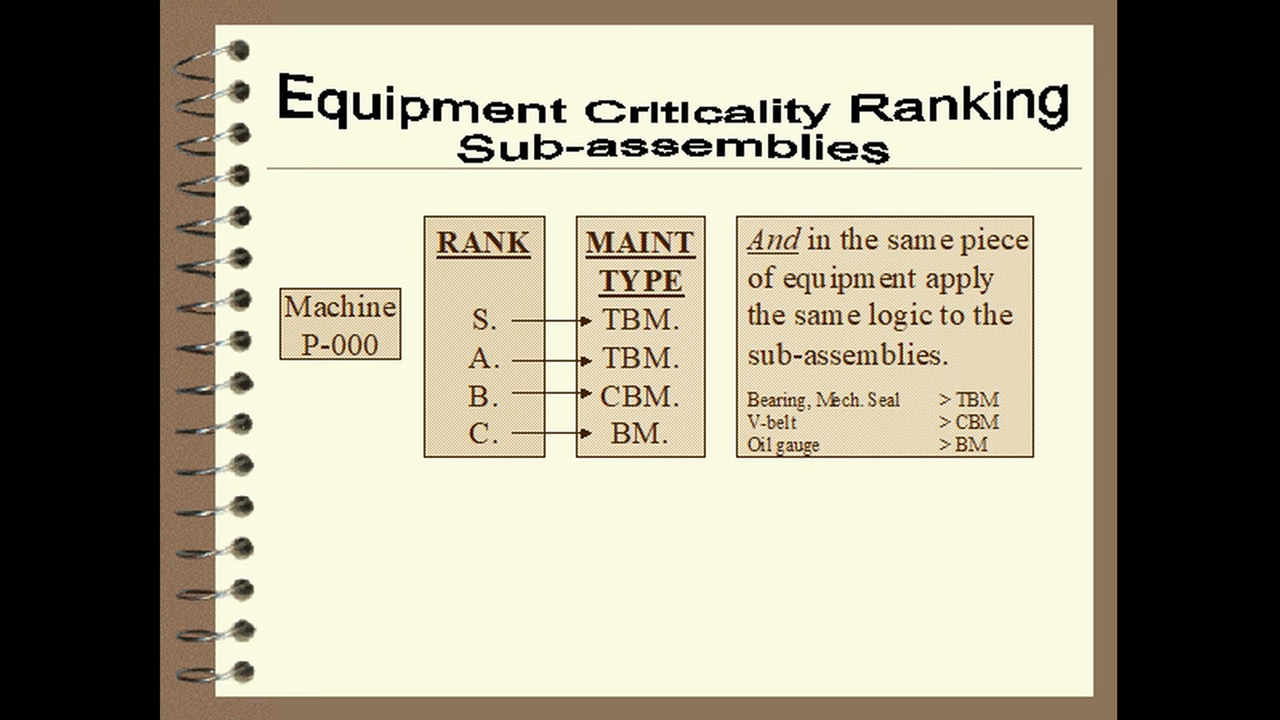 Equipment Criticality Ranking
Sub-assemblies
Machine
P-000
RANK
S.
A.
B.
C.
MAINT
TYPE
TBM.
TBM.
CBM.
BM.
And in the same piece
of equipment apply
the same logic to the
sub-assemblies.
Bearing, Mech. Seal > TBM
V-belt > CBM
Oil gauge > BM